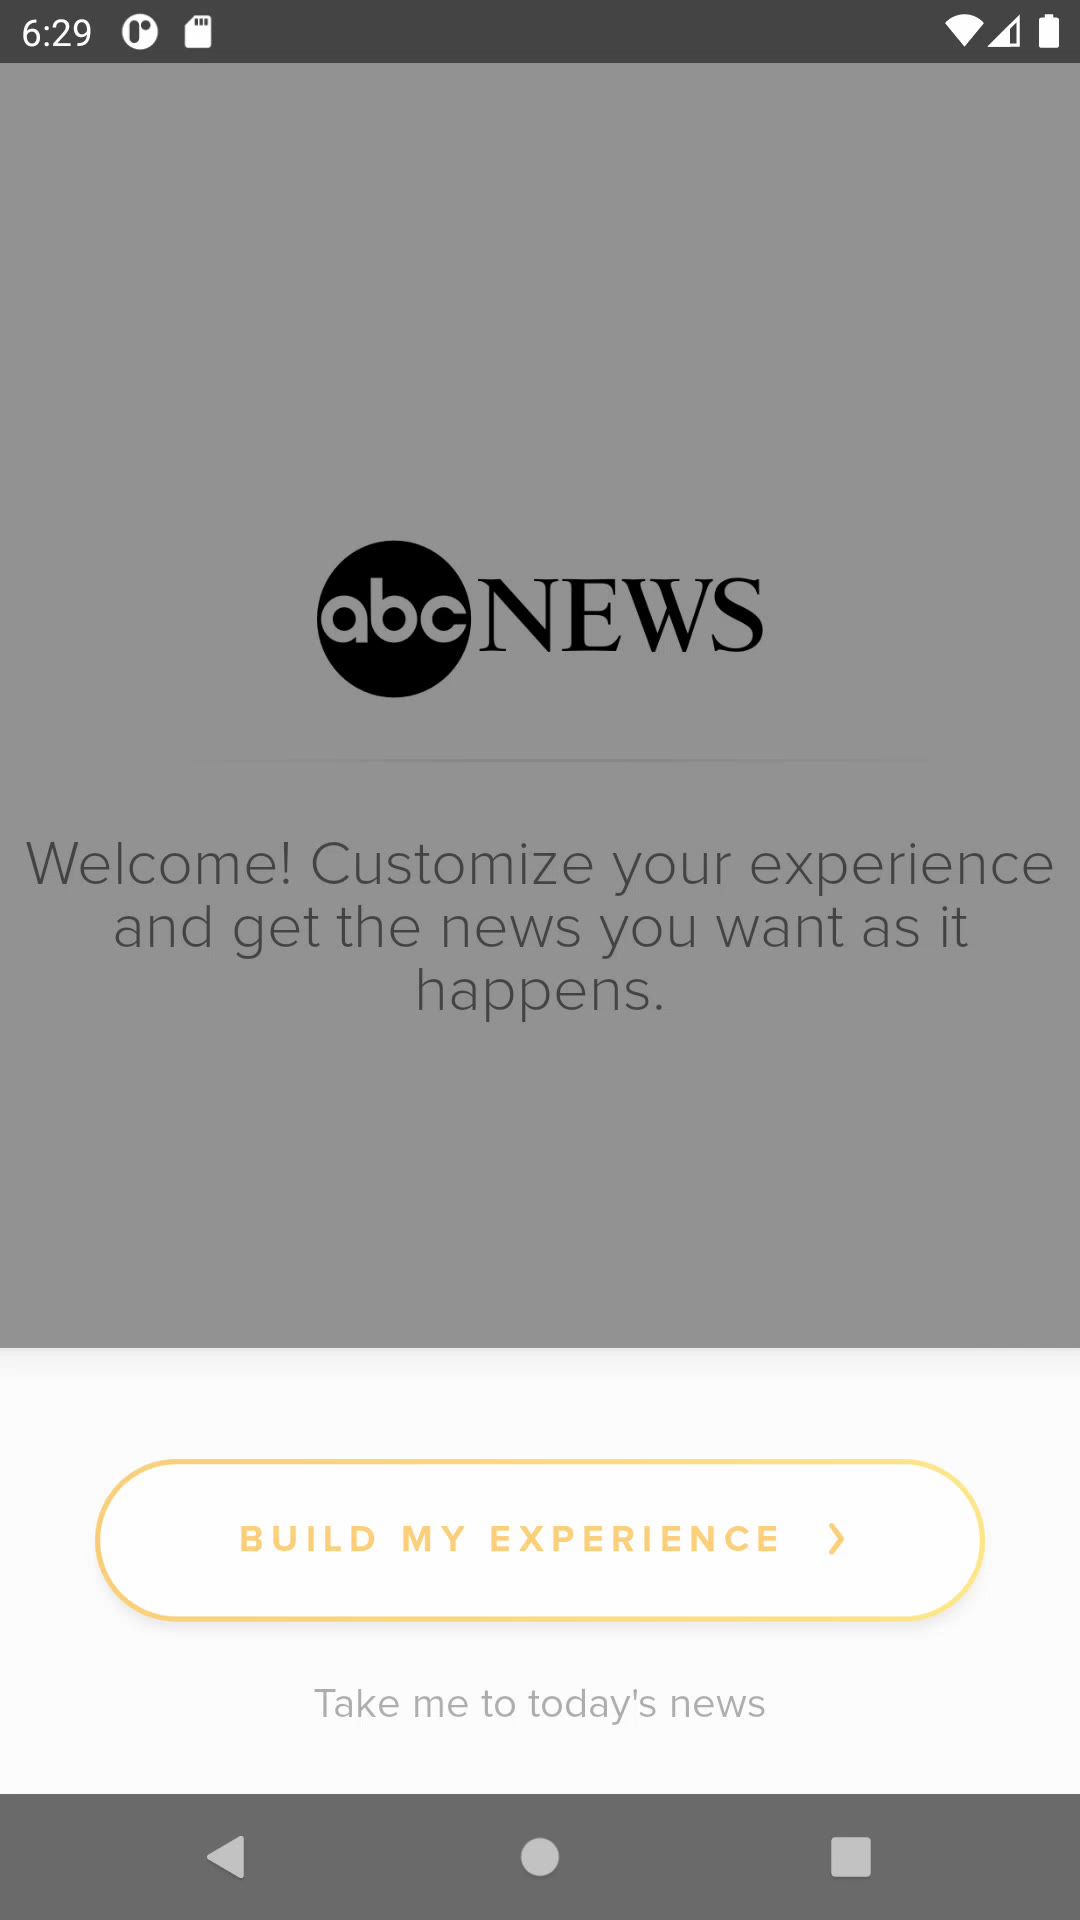 6:29
abc NEWS
Welcome! Customize your experience
and get the news you want as it
happens.
BUILD MY EXPERIENCE
Take me to today's news